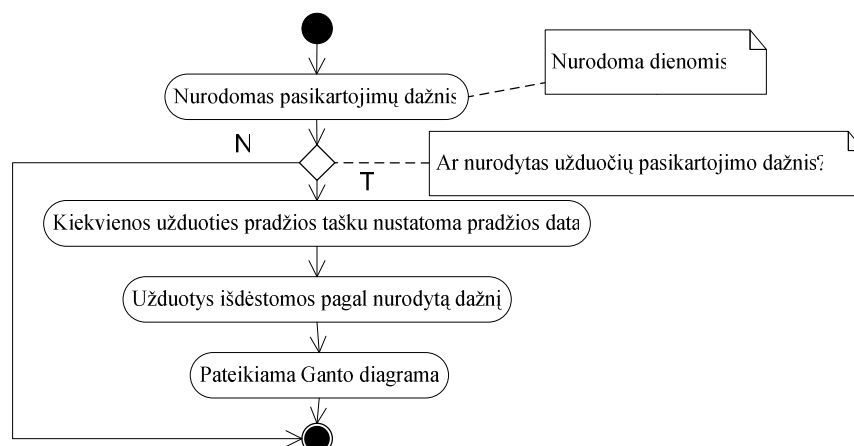 Nurodoma dienomis
Nurodomas pasikartojimų dažnis
N
Ar nurodytas užduočių pasikartojimo dažnis?
T
Kiekvienos užduoties pradžios tašku nustatoma pradžios data
Užduotys išdėstomos pagal nurodytą dažnį
Pateikiama Ganto diagrama